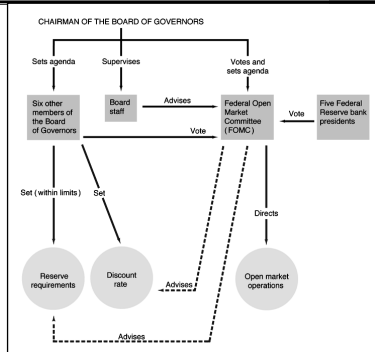 CHAIRMAN OF THE BOARD OF GOVERNORS
Sets agenda
Supervises
Votes and
sets agenda
Six other
members of
the Board
of Governors
Board
staff
Advises
Federal Open
Market
Committee
(FOMC)
Vote
Five Federal
Reserve bank
presidents
Vote
Set (within limits)
Set
Directs
Reserve
requirements
Discount
rate
Advises
Open market
operations
Advises